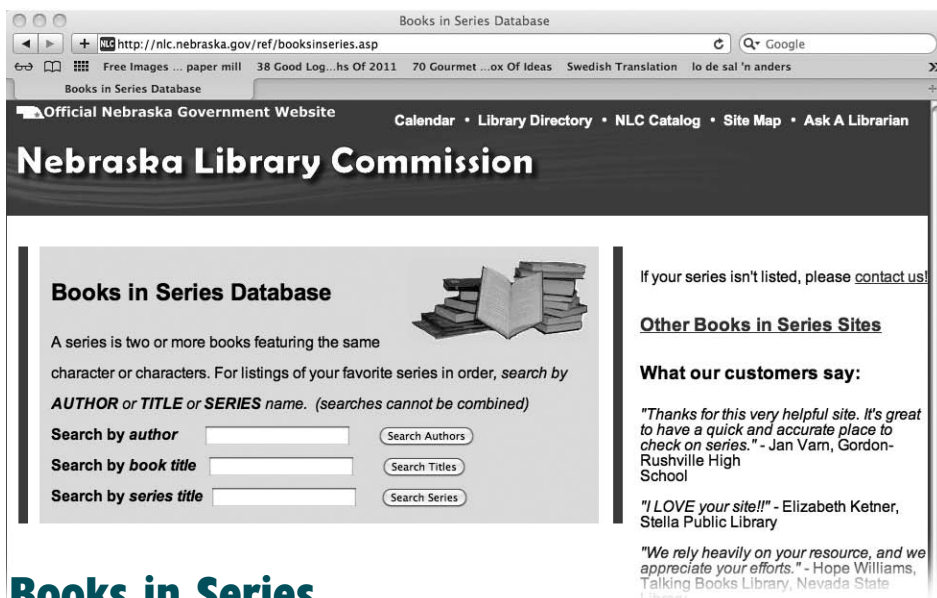 Books in Series Database
NLC http://nlc.nebraska.gov/ref/booksinseries.asp
Google
Free Images ... paper mill 38 Good Log...hs Of 2011 70 Gourmet ...ox Of Ideas Swedish Translation lo de sal 'n anders
Books in Series Database
Official Nebraska Government Website
Calendar • Library Directory • NLC Catalog • Site Map • Ask A Librarian
Nebraska Library Commission
Books in Series Database
A series is two or more books featuring the same
character or characters. For listings of your favorite series in order, search by
AUTHOR or TITLE or SERIES name. (searches cannot be combined)
Search by author Search Authors
Search by book title Search Titles
Search by series title Search Series
If your series isn't listed, please contact us!
Other Books in Series Sites
What our customers say:
"Thanks for this very helpful site. It's great
to have a quick and accurate place to
check on series." - Jan Varn, Gordon-
Rushville High
School
"I LOVE your site!!" - Elizabeth Ketner,
Stella Public Library
"We rely heavily on your resource, and we
appreciate your efforts." - Hope Williams,
Talking Books Library, Nevada State
Library
Books in Series